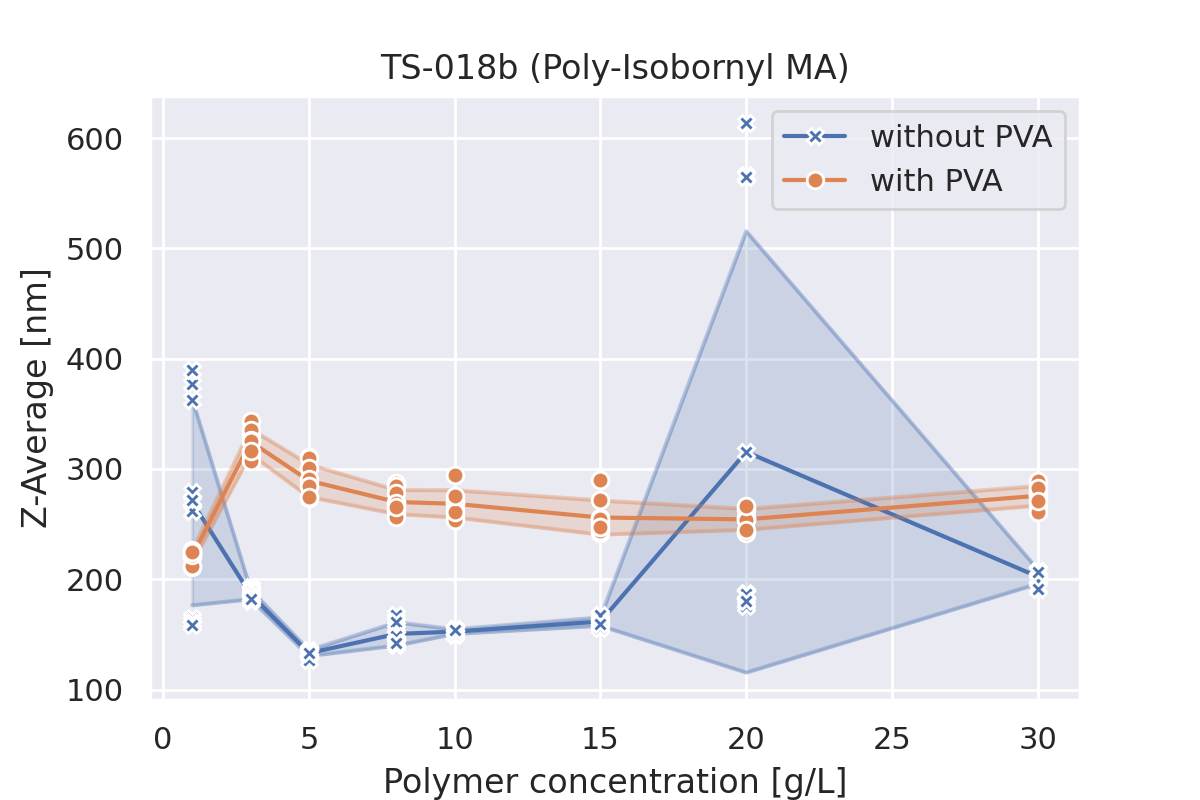 TS-018b (Poly-Isobornyl MA)
without PVA
with PVA
600
500
400
300
200
100
Z-Average [nm]
0 5 10 15 20 25 30
Polymer concentration [g/L]